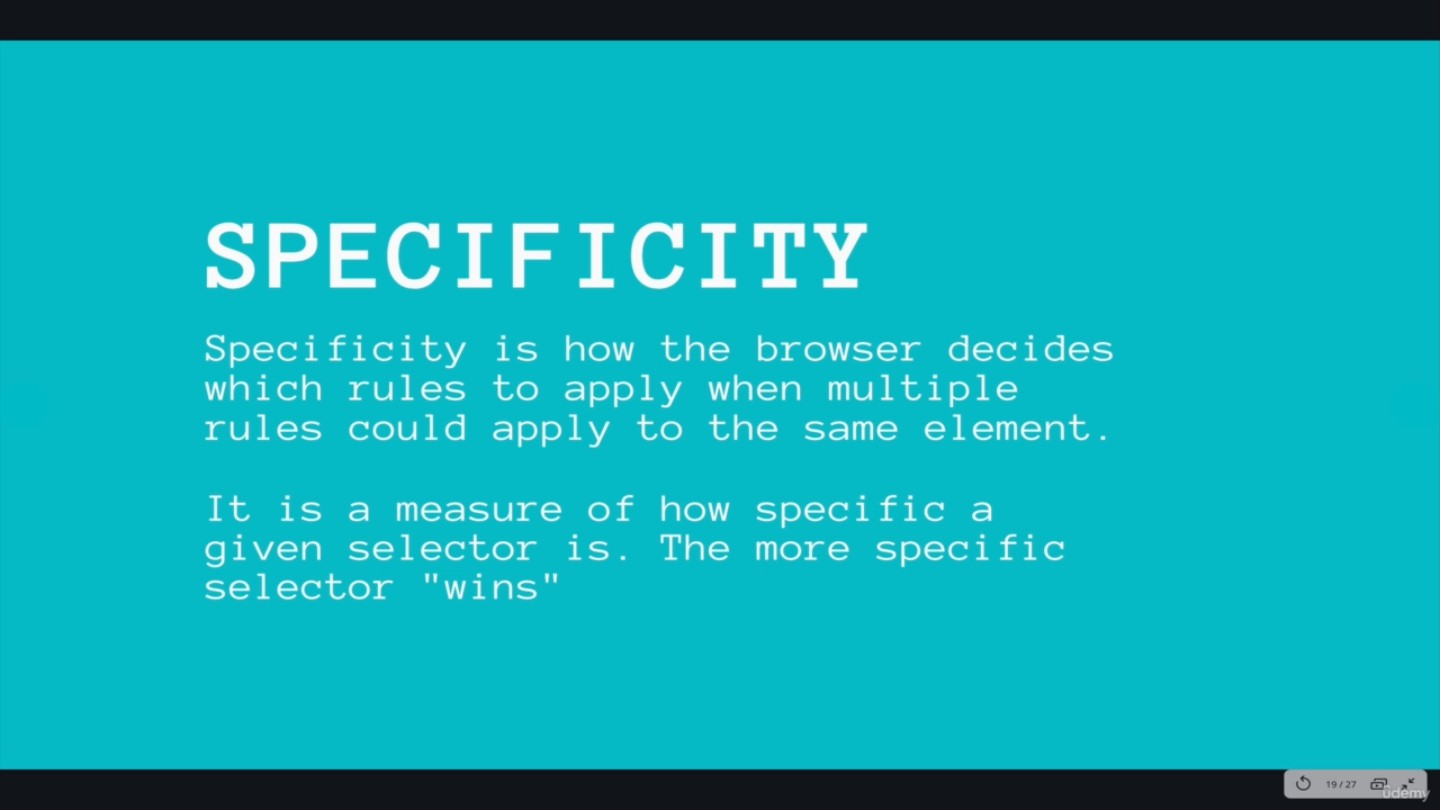 SPECIFICITY
Specificity is how the browser decides
which rules to apply when multiple
rules could apply to the same element.
It is a measure of how specific a
given selector is. The more specific
selector "wins"
19 / 27
ûdemy